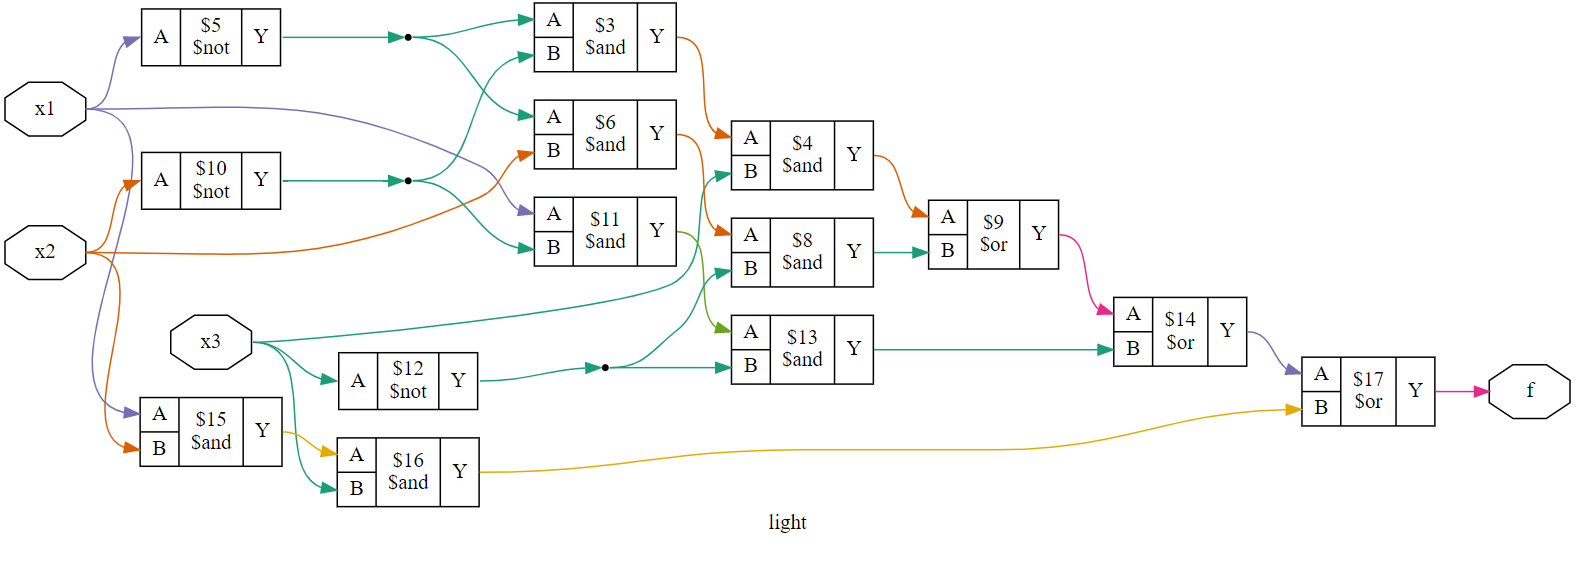 x1
x2
x3
A
$5
$not
Y
A
$10
$not
Y
A
B
$15
$and
Y
A
$12
$not
Y
A
B
$16
$and
Y
A
B
$3
$and
Y
A
B
$6
$and
Y
A
B
$11
$and
Y
A
B
$4
$and
Y
A
B
$8
$and
Y
A
B
$13
$and
Y
A
B
$9
$or
Y
A
B
$14
$or
Y
A
B
$17
$or
Y
f
light